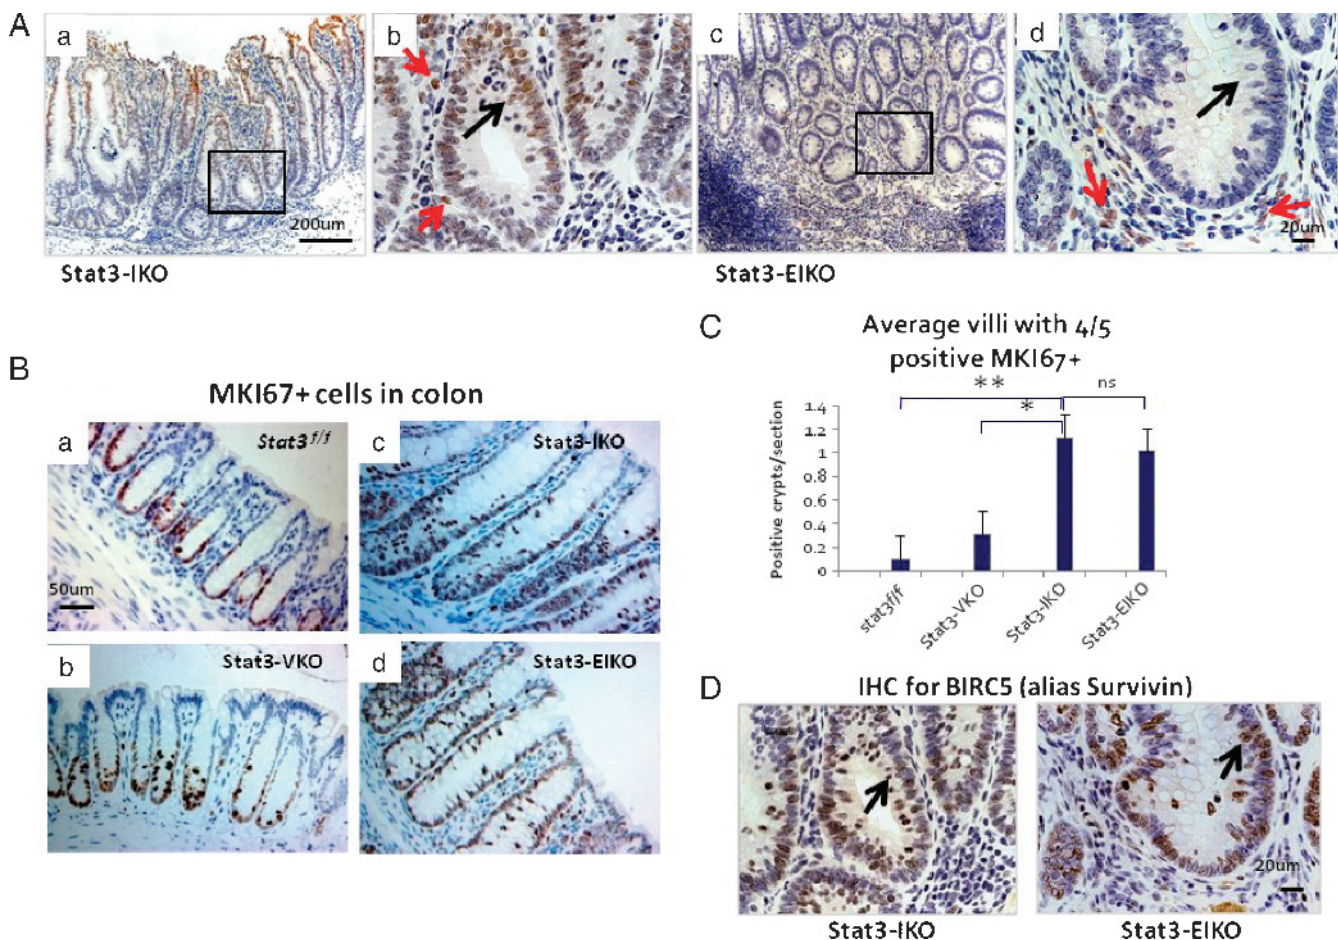 A
a
b
c
d
200um
20um
Stat3-IKO
Stat3-EIKO
B
MKI67+ cells in colon
a
Stat3f/f
c
Stat3-IKO
50um
b
Stat3-VKO
d
Stat3-EIKO
C
Average villi with 4/5
positive MKI67+
**
ns
*
Positive crypts/section
1.4
1.2
1
0.8
0.6
0.4
0.2
0
stat3f/f
Stat3-VKO
Stat3-IKO
Stat3-EIKO
D
IHC for BIRC5 (alias Survivin)
20um
Stat3-IKO
Stat3-EIKO